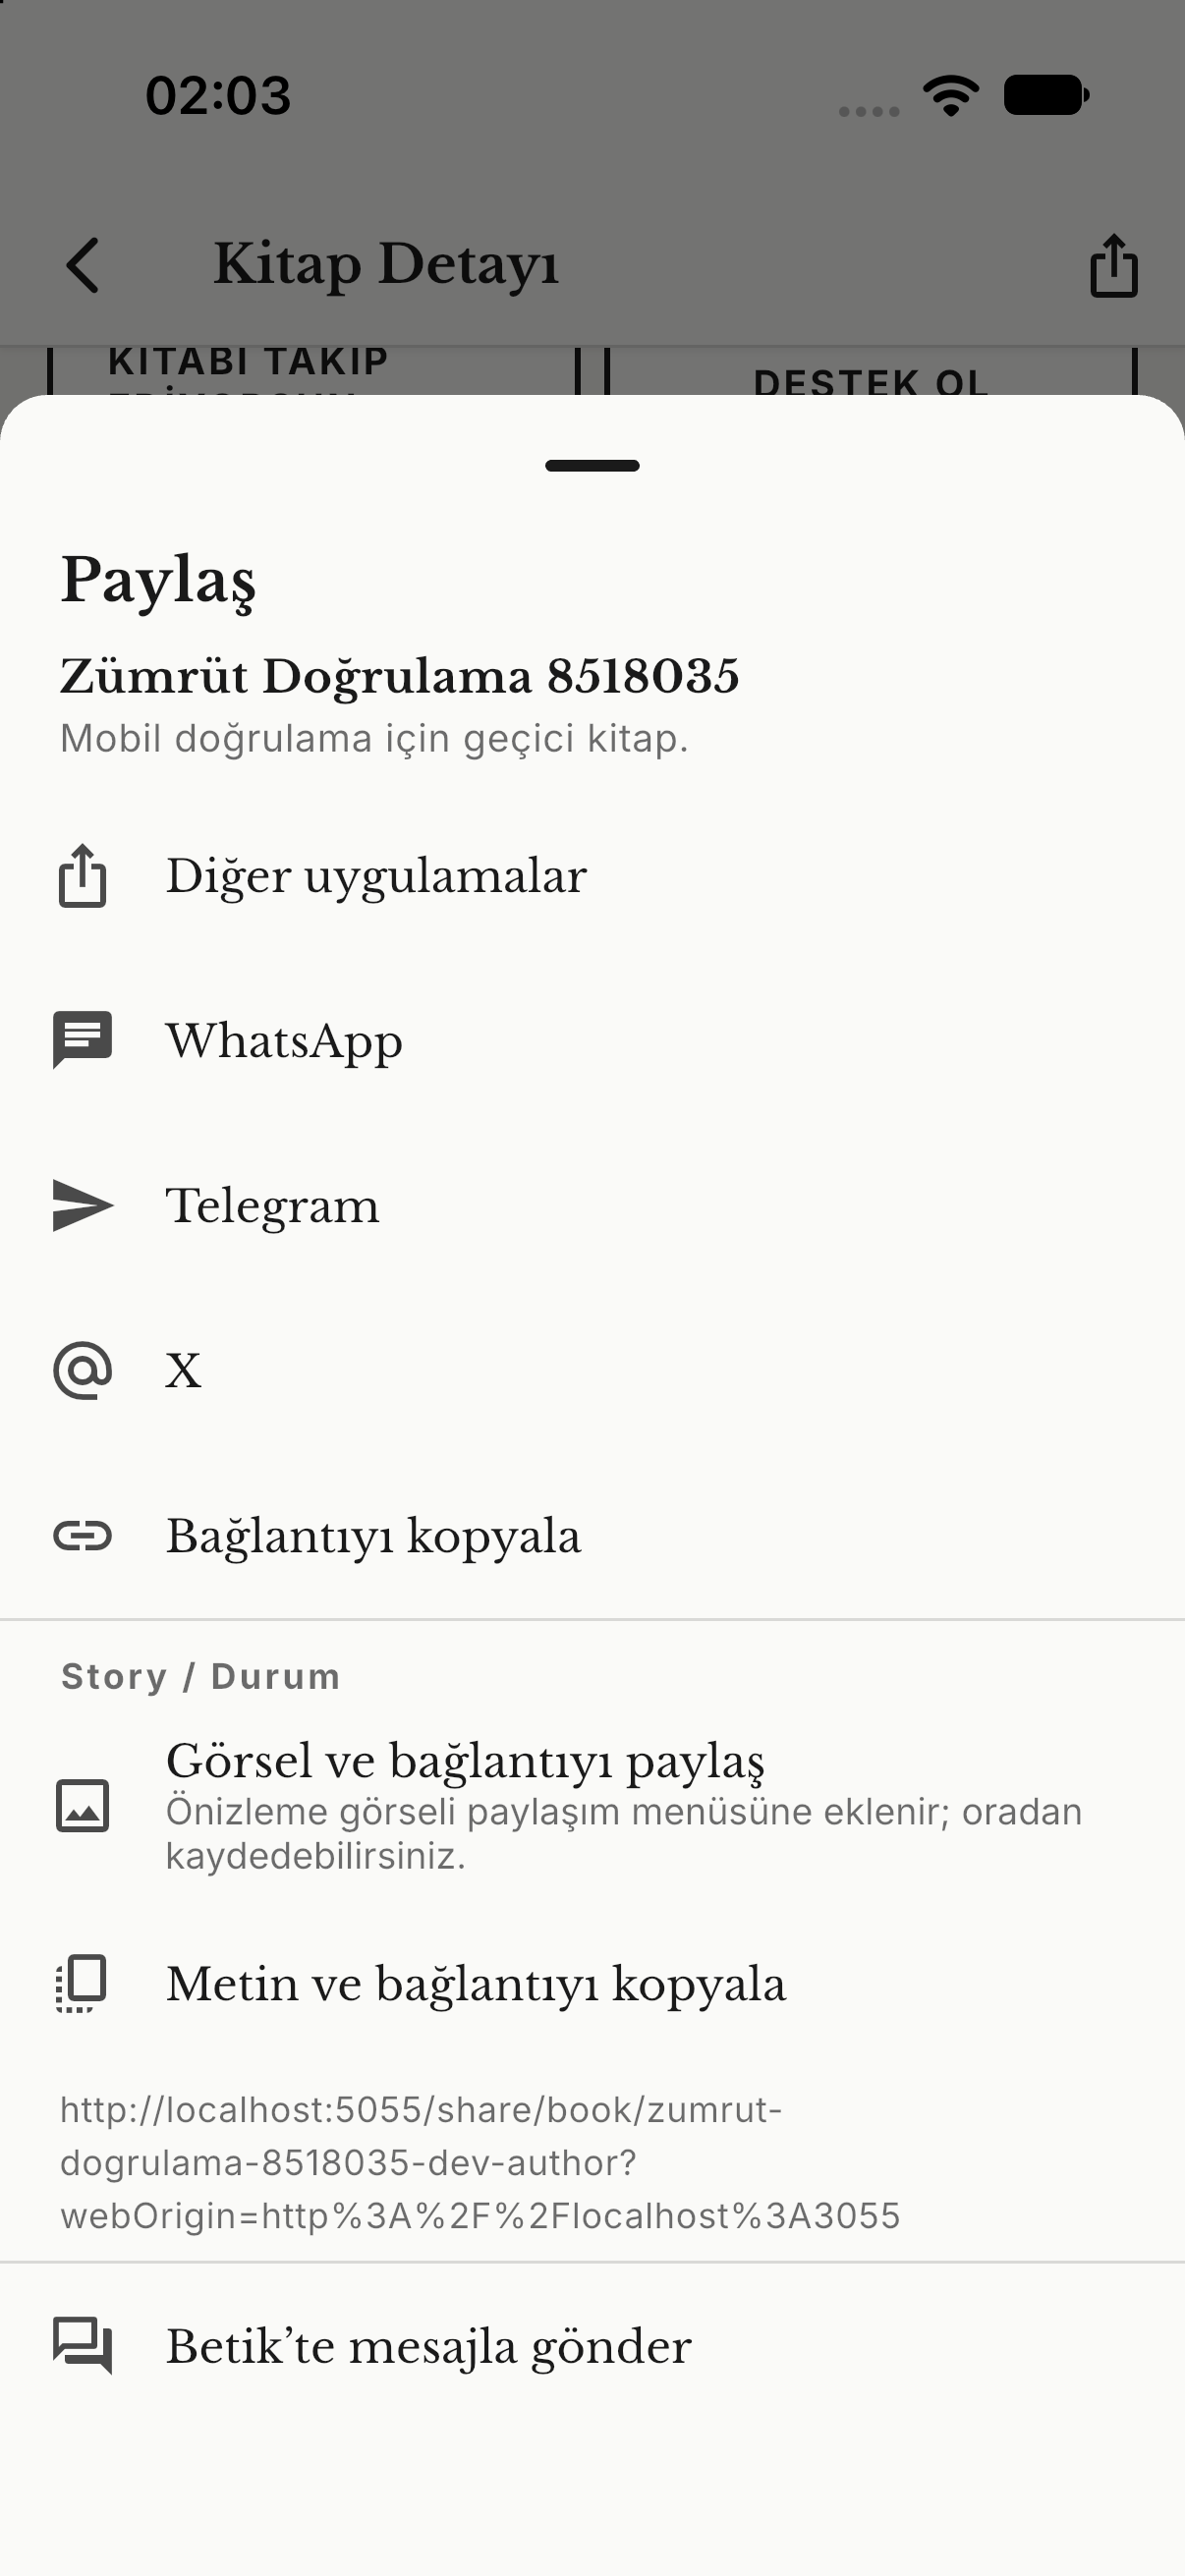 02:03
Kitap Detayı
KİTABI TAKİP
DESTEK OL
Paylaş
Zümrüt Doğrulama 8518035
Mobil doğrulama için geçici kitap.
Diğer uygulamalar
WhatsApp
Telegram
X
Bağlantıyı kopyala
Story / Durum
Görsel ve bağlantıyı paylaş
Önizleme görseli paylaşım menüsüne eklenir; oradan
kaydedebilirsiniz.
Metin ve bağlantıyı kopyala
http://localhost:5055/share/book/zumrut-
dogrulama-8518035-dev-author?
webOrigin=http%3A%2F%2Flocalhost%3A3055
Betik’te mesajla gönder